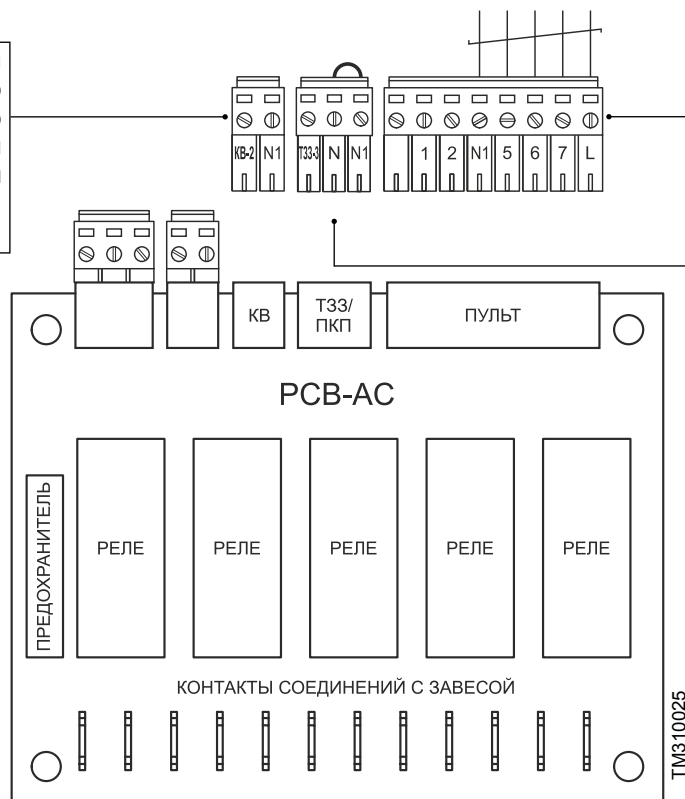 КВ-2 N1 ТЗЗ-3 N N1 1 2 N1 5 6 7 L
КВ
ТЗЗ/
ПКП
ПУЛЬТ
PCB-AC
ПРЕДОХРАНИТЕЛЬ
РЕЛЕ РЕЛЕ РЕЛЕ РЕЛЕ РЕЛЕ
КОНТАКТЫ СОЕДИНЕНИЙ С ЗАВЕСОЙ
TM310025